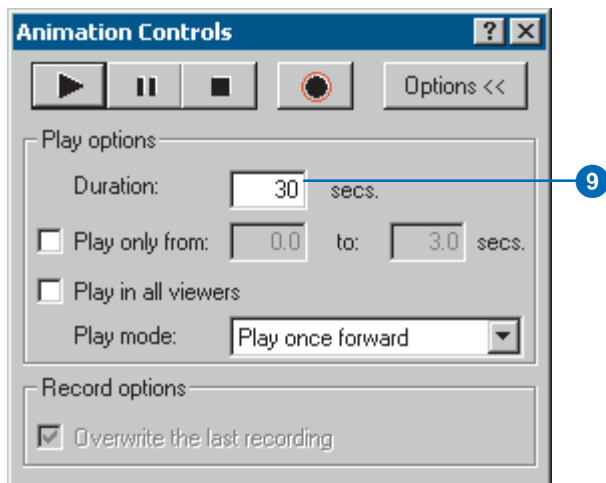 Animation Controls ? X
Options <<
Play options
Duration: 30 secs. 9
Play only from: 0.0 to: 3.0 secs.
Play in all viewers
Play mode: Play once forward
Record options
Overwrite the last recording